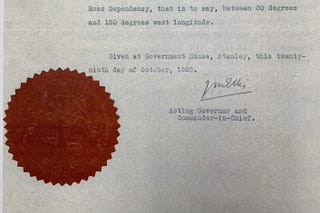 Ross Dependency, that is to say, between 80 degrees
and 150 degrees west longitude.
Given at Government House, Stanley, this twenty-
ninth day of October, 1928.
Acting Governor and
Commander-in-Chief.